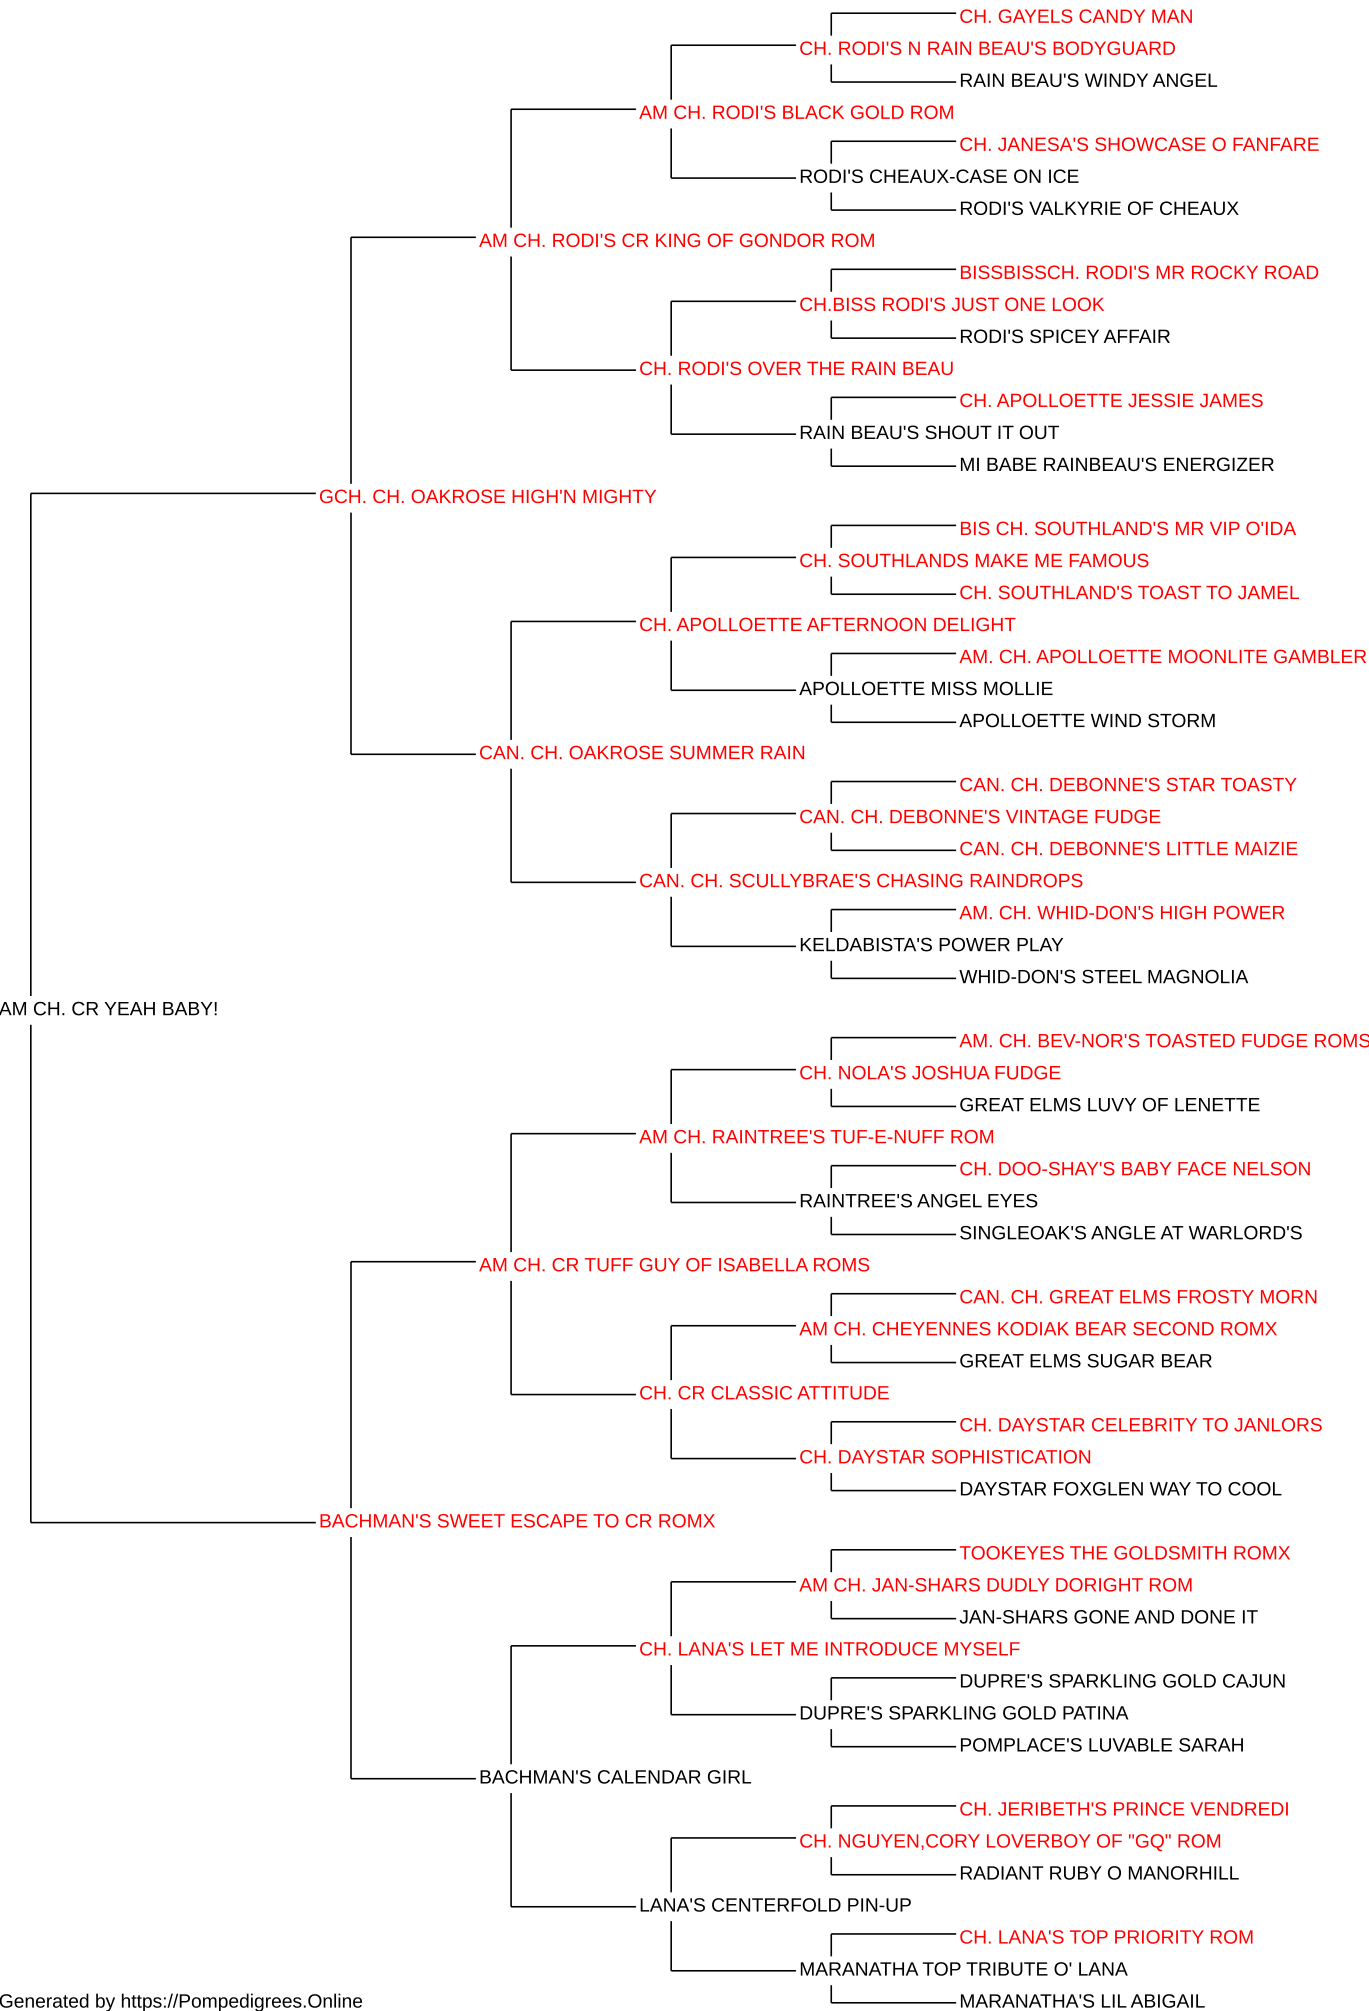 CH. GAYELS CANDY MAN
CH. RODI'S N RAIN BEAU'S BODYGUARD
RAIN BEAU'S WINDY ANGEL
AM CH. RODI'S BLACK GOLD ROM
CH. JANESA'S SHOWCASE O FANFARE
RODI'S CHEAUX-CASE ON ICE
RODI'S VALKYRIE OF CHEAUX
AM CH. RODI'S CR KING OF GONDOR ROM
BISSBISSCH. RODI'S MR ROCKY ROAD
CH.BISS RODI'S JUST ONE LOOK
RODI'S SPICEY AFFAIR
CH. RODI'S OVER THE RAIN BEAU
CH. APOLLOETTE JESSIE JAMES
RAIN BEAU'S SHOUT IT OUT
MI BABE RAINBEAU'S ENERGIZER
GCH. CH. OAKROSE HIGH'N MIGHTY
BIS CH. SOUTHLAND'S MR VIP O'IDA
CH. SOUTHLANDS MAKE ME FAMOUS
CH. SOUTHLAND'S TOAST TO JAMEL
CH. APOLLOETTE AFTERNOON DELIGHT
AM. CH. APOLLOETTE MOONLITE GAMBLER
APOLLOETTE MISS MOLLIE
APOLLOETTE WIND STORM
CAN. CH. OAKROSE SUMMER RAIN
CAN. CH. DEBONNE'S STAR TOASTY
CAN. CH. DEBONNE'S VINTAGE FUDGE
CAN. CH. DEBONNE'S LITTLE MAIZIE
CAN. CH. SCULLYBRAE'S CHASING RAINDROPS
AM. CH. WHID-DON'S HIGH POWER
KELDABISTA'S POWER PLAY
WHID-DON'S STEEL MAGNOLIA
AM CH. CR YEAH BABY!
AM. CH. BEV-NOR'S TOASTED FUDGE ROMS
CH. NOLA'S JOSHUA FUDGE
GREAT ELMS LUVY OF LENETTE
AM CH. RAINTREE'S TUF-E-NUFF ROM
CH. DOO-SHAY'S BABY FACE NELSON
RAINTREE'S ANGEL EYES
SINGLEOAK'S ANGLE AT WARLORD'S
AM CH. CR TUFF GUY OF ISABELLA ROMS
CAN. CH. GREAT ELMS FROSTY MORN
AM CH. CHEYENNES KODIAK BEAR SECOND ROMX
GREAT ELMS SUGAR BEAR
CH. CR CLASSIC ATTITUDE
CH. DAYSTAR CELEBRITY TO JANLORS
CH. DAYSTAR SOPHISTICATION
DAYSTAR FOXGLEN WAY TO COOL
BACHMAN'S SWEET ESCAPE TO CR ROMX
TOOKEYES THE GOLDSMITH ROMX
AM CH. JAN-SHARS DUDLY DORIGHT ROM
JAN-SHARS GONE AND DONE IT
CH. LANA'S LET ME INTRODUCE MYSELF
DUPRE'S SPARKLING GOLD CAJUN
DUPRE'S SPARKLING GOLD PATINA
POMPLACE'S LUVABLE SARAH
BACHMAN'S CALENDAR GIRL
CH. JERIBETH'S PRINCE VENDREDI
CH. NGUYEN,CORY LOVERBOY OF "GQ" ROM
RADIANT RUBY O MANORHILL
LANA'S CENTERFOLD PIN-UP
CH. LANA'S TOP PRIORITY ROM
MARANATHA TOP TRIBUTE O' LANA
MARANATHA'S LIL ABIGAIL
Generated by https://Pompedigrees.Online